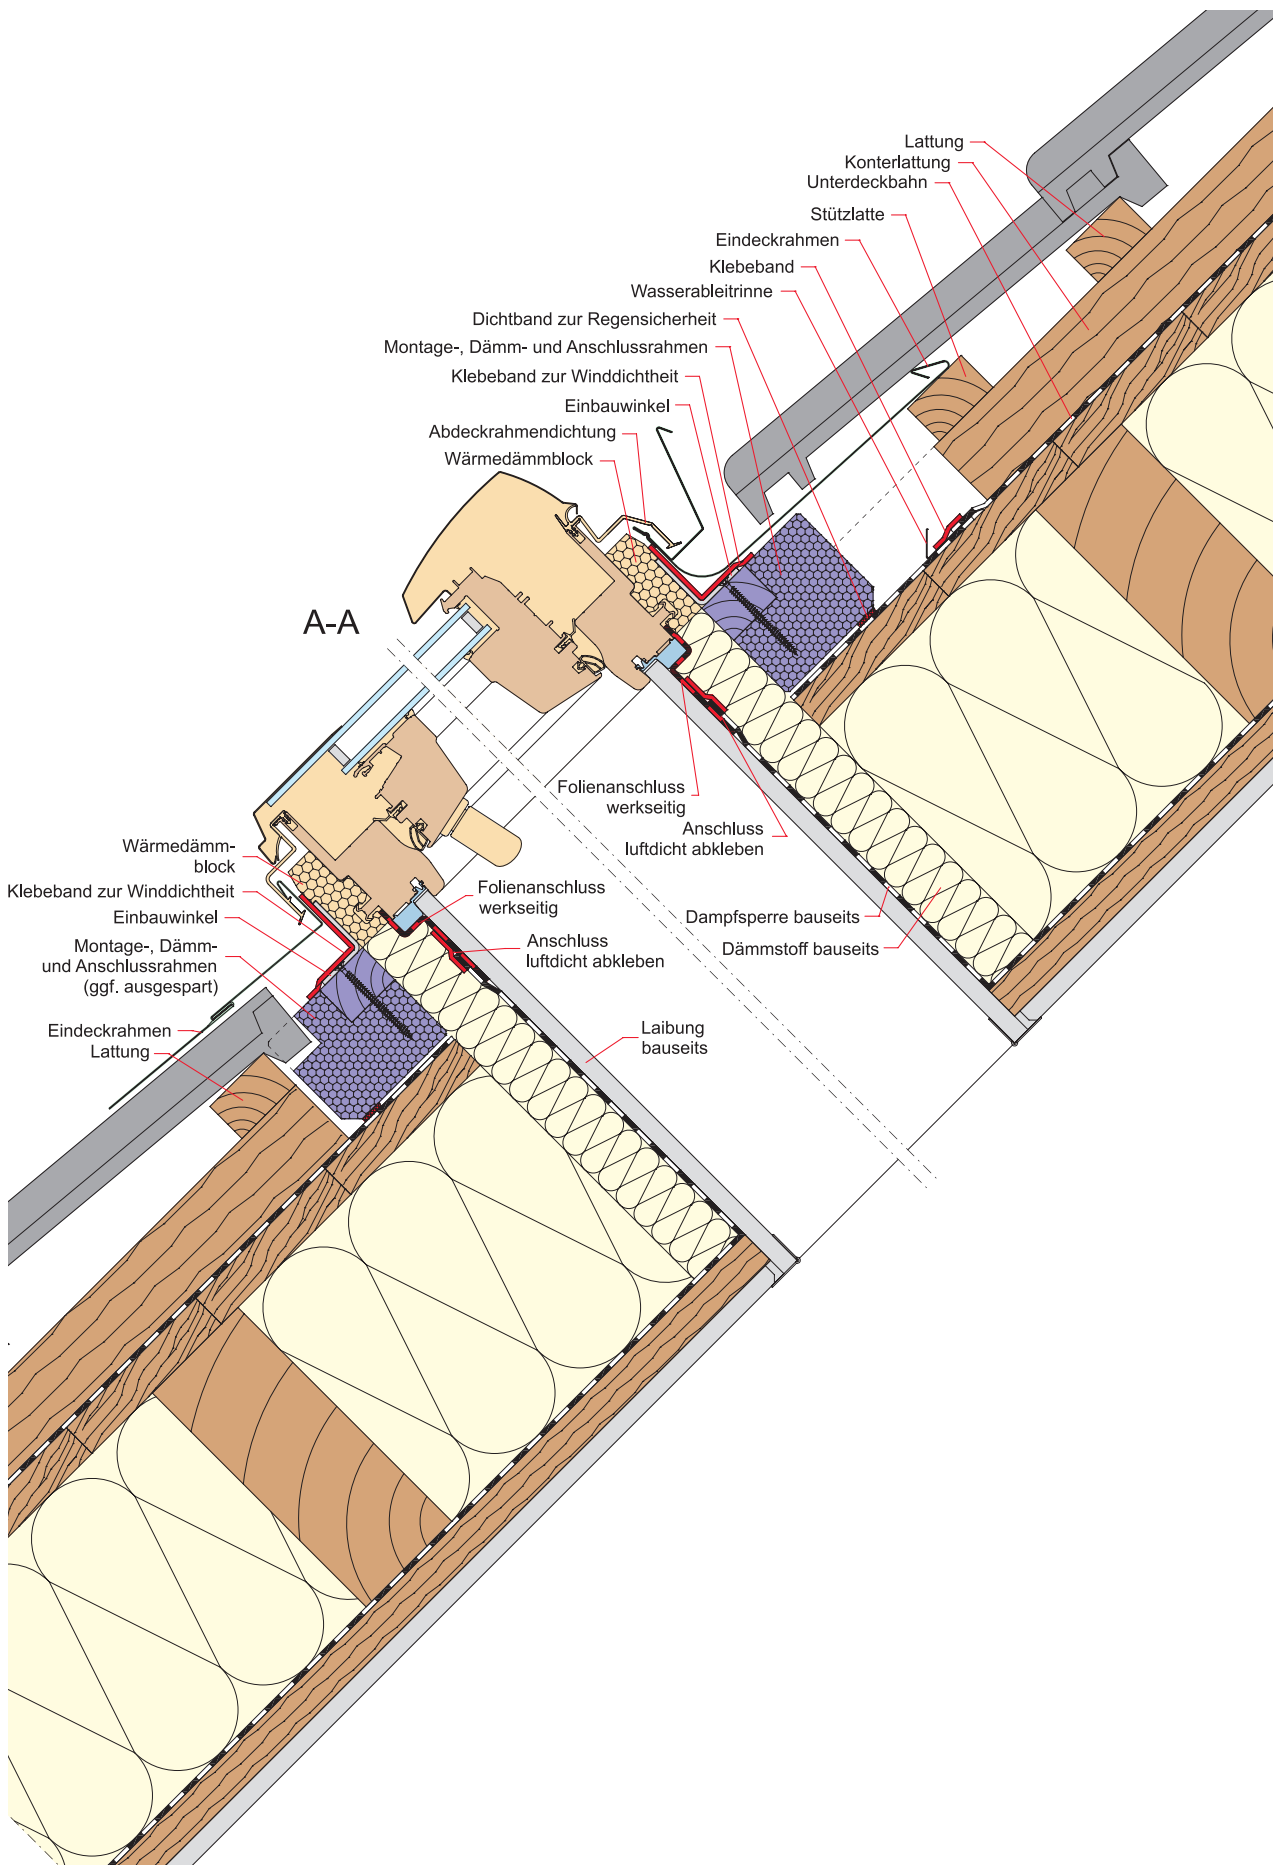 Lattung
Konterlattung
Unterdeckbahn
Stützlatte
Eindeckrahmen
Klebeband
Wasserableitrinne
Dichtband zur Regensicherheit
Montage-, Dämm- und Anschlussrahmen
Klebeband zur Winddichtheit
Einbauwinkel
Abdeckrahmendichtung
Wärmedämmblock
A-A
Folienanschluss
werkseitig
Anschluss
luftdicht abkleben
Wärmedämm-
block
Klebeband zur Winddichtheit
Einbauwinkel
Montage-, Dämm-
und Anschlussrahmen
(ggf. ausgespart)
Eindeckrahmen
Lattung
Folienanschluss
werkseitig
Anschluss
luftdicht abkleben
Dampfsperre bauseits
Dämmstoff bauseits
Laibung
bauseits